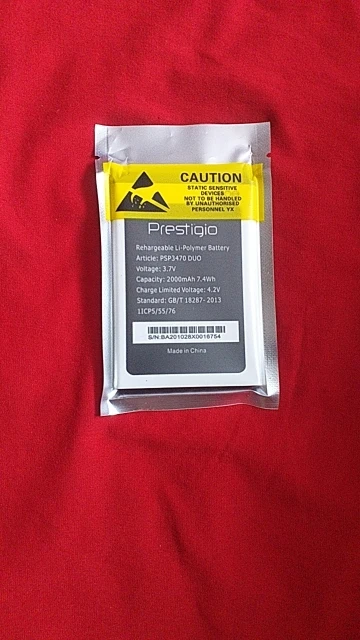 CAUTION
STATIC SENSITIVE
DEVICES
NOT TO BE HANDLED
BY UNAUTHORISED
PERSONNEL YX
Prestigio
Rehargeable Li-Polymer Battery
Article: PSP3470 DUO
Voltage: 3.7V
Capacity: 2000mAh 7.4Wh
Charge Limited Voltage: 4.2V
Standard: GB/T 18287- 2013
1ICP5/55/76
S/N:BA201028X0016754
Made in China